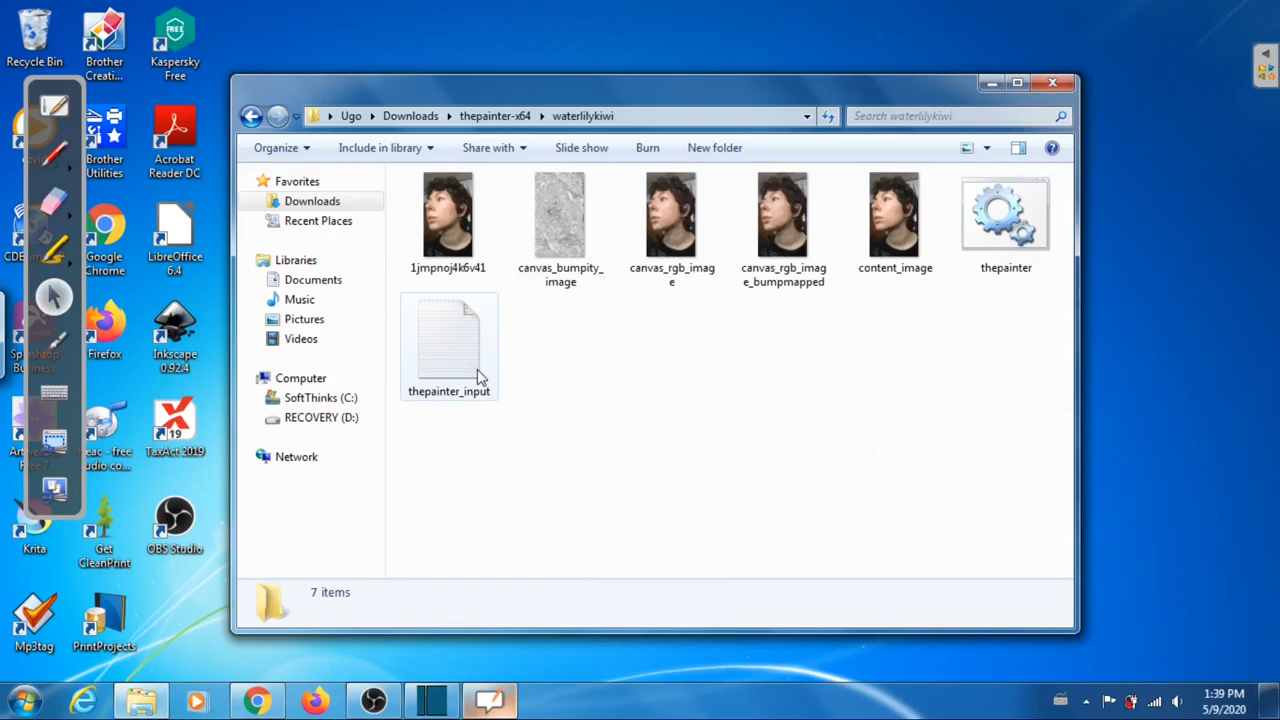 Recycle Bin
Brother
Creati...
Kaspersky
Free
FREE
Brother
Utilities
Acrobat
Reader DC
Google
Chrome
LibreOffice
6.4
Business
Firefox
Inkscape
0.92.4
TaxAct 2019
19
Krita
Get
CleanPrint
OBS Studio
Mp3tag
PrintProjects
Ugo
Downloads
thepainter-x64
waterlilykiwi
Search waterlilykiwi
Organize
Include in library
Share with
Slide show
Burn
New folder
Favorites
Downloads
Recent Places
Libraries
Documents
Music
Pictures
Videos
Computer
SoftThinks (C:)
RECOVERY (D:)
Network
1jmpnoj4k6v41
canvas_bumpity_
image
canvas_rgb_imag
e
canvas_rgb_imag
e_bumpmapped
content_image
thepainter
thepainter_input
7 items
1:39 PM
5/9/2020